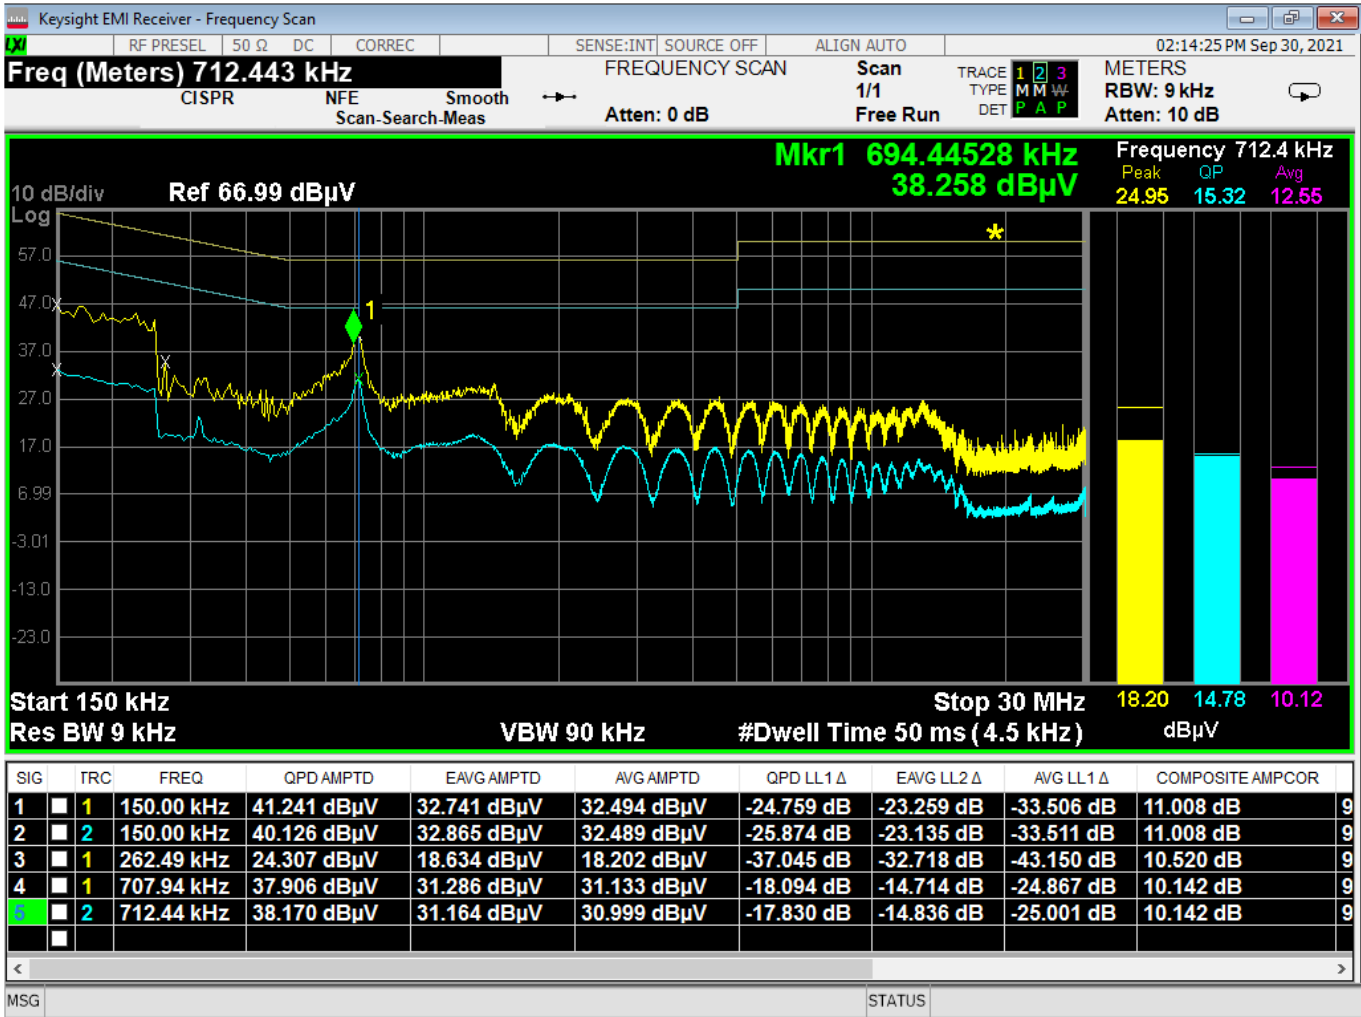 Keysight EMI Receiver - Frequency Scan
LXI RF PRESEL 50 Ω DC CORREC SENSE:INT SOURCE OFF ALIGN AUTO 02:14:25 PM Sep 30, 2021
Freq (Meters) 712.443 kHz
CISPR NFE Smooth
Scan-Search-Meas
FREQUENCY SCAN
Atten: 0 dB
Scan
1/1
Free Run
TRACE 1 2 3
TYPE M M W
DET P A P
METERS
RBW: 9 kHz
Atten: 10 dB
Mkr1 694.44528 kHz
38.258 dBµV
10 dB/div Ref 66.99 dBµV
Log
57.0
47.0
37.0
27.0
17.0
6.99
-3.01
-13.0
-23.0
1
*
Start 150 kHz Stop 30 MHz
Res BW 9 kHz VBW 90 kHz #Dwell Time 50 ms (4.5 kHz)
Frequency 712.4 kHz
Peak QP Avg
24.95 15.32 12.55
18.20 14.78 10.12
dBµV
SIG TRC FREQ QPD AMPTD EAVG AMPTD AVG AMPTD QPD LL1 Δ EAVG LL2 Δ AVG LL1 Δ COMPOSITE AMPCOR
1 1 150.00 kHz 41.241 dBµV 32.741 dBµV 32.494 dBµV -24.759 dB -23.259 dB -33.506 dB 11.008 dB 9
2 2 150.00 kHz 40.126 dBµV 32.865 dBµV 32.489 dBµV -25.874 dB -23.135 dB -33.511 dB 11.008 dB 9
3 1 262.49 kHz 24.307 dBµV 18.634 dBµV 18.202 dBµV -37.045 dB -32.718 dB -43.150 dB 10.520 dB 9
4 1 707.94 kHz 37.906 dBµV 31.286 dBµV 31.133 dBµV -18.094 dB -14.714 dB -24.867 dB 10.142 dB 9
5 2 712.44 kHz 38.170 dBµV 31.164 dBµV 30.999 dBµV -17.830 dB -14.836 dB -25.001 dB 10.142 dB 9
MSG STATUS